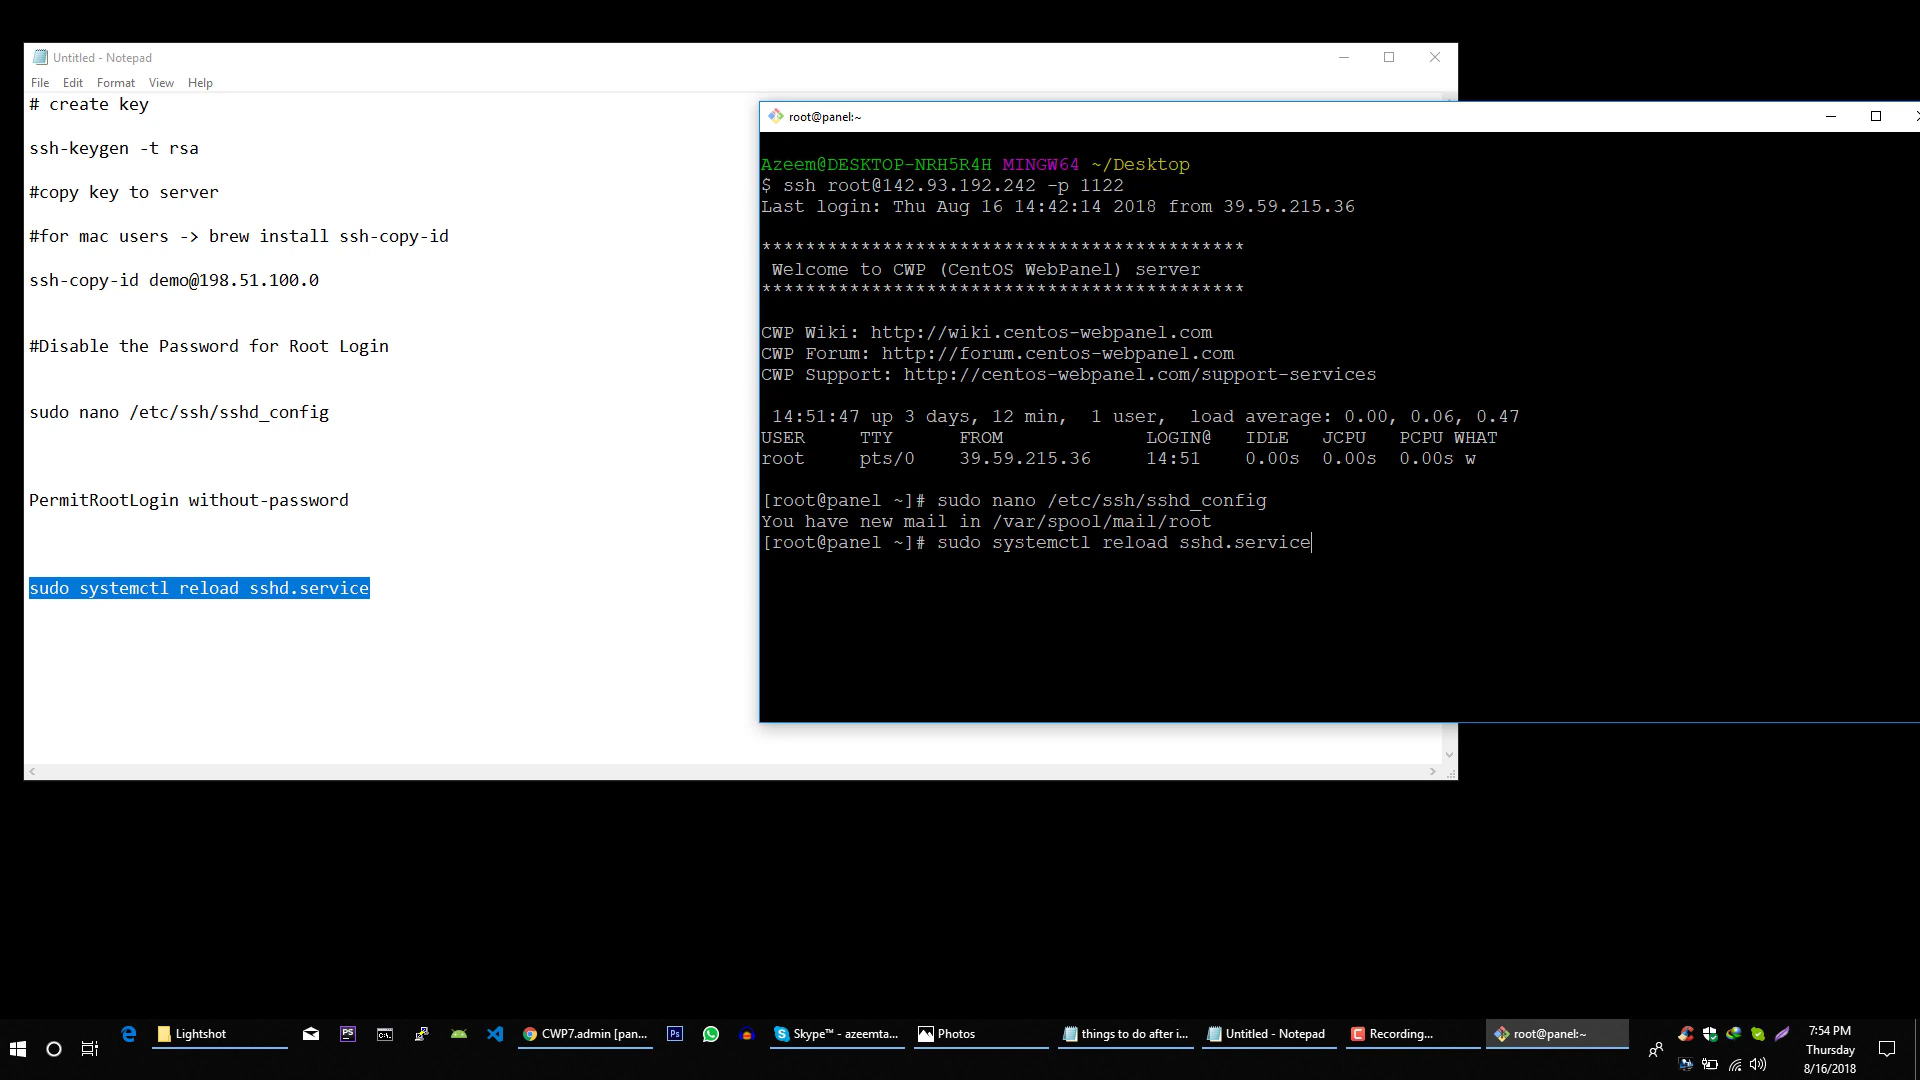 Untitled - Notepad
File Edit Format View Help
# create key
ssh-keygen -t rsa
#copy key to server
#for mac users -> brew install ssh-copy-id
ssh-copy-id demo@198.51.100.0
#Disable the Password for Root Login
sudo nano /etc/ssh/sshd_config
PermitRootLogin without-password
sudo systemctl reload sshd.service
root@panel:~
Azeem@DESKTOP-NRH5R4H MINGW64 ~/Desktop
$ ssh root@142.93.192.242 -p 1122
Last login: Thu Aug 16 14:42:14 2018 from 39.59.215.36
********************************************
Welcome to CWP (CentOS WebPanel) server
********************************************
CWP Wiki: http://wiki.centos-webpanel.com
CWP Forum: http://forum.centos-webpanel.com
CWP Support: http://centos-webpanel.com/support-services
14:51:47 up 3 days, 12 min, 1 user, load average: 0.00, 0.06, 0.47
USER TTY FROM LOGIN@ IDLE JCPU PCPU WHAT
root pts/0 39.59.215.36 14:51 0.00s 0.00s 0.00s w
[root@panel ~]# sudo nano /etc/ssh/sshd_config
You have new mail in /var/spool/mail/root
[root@panel ~]# sudo systemctl reload sshd.service
Lightshot
PS
CWP7.admin [pan...
Ps
Skype™ - azeemta...
Photos
things to do after i...
Untitled - Notepad
Recording...
root@panel:~
7:54 PM
Thursday
8/16/2018